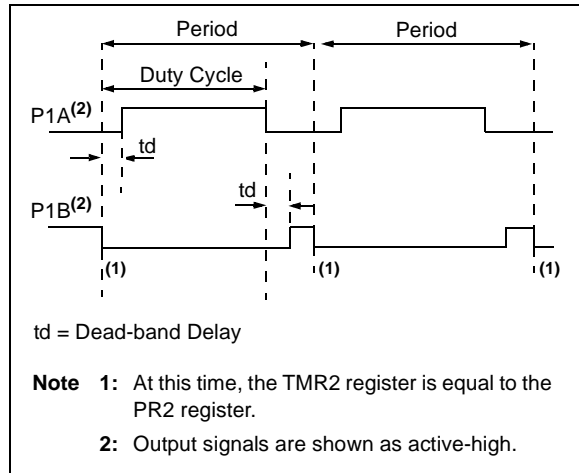 Period Period
Duty Cycle
P1A(2)
td
td
P1B(2)
(1) (1) (1)
td = Dead-band Delay
Note 1: At this time, the TMR2 register is equal to the
PR2 register.
2: Output signals are shown as active-high.